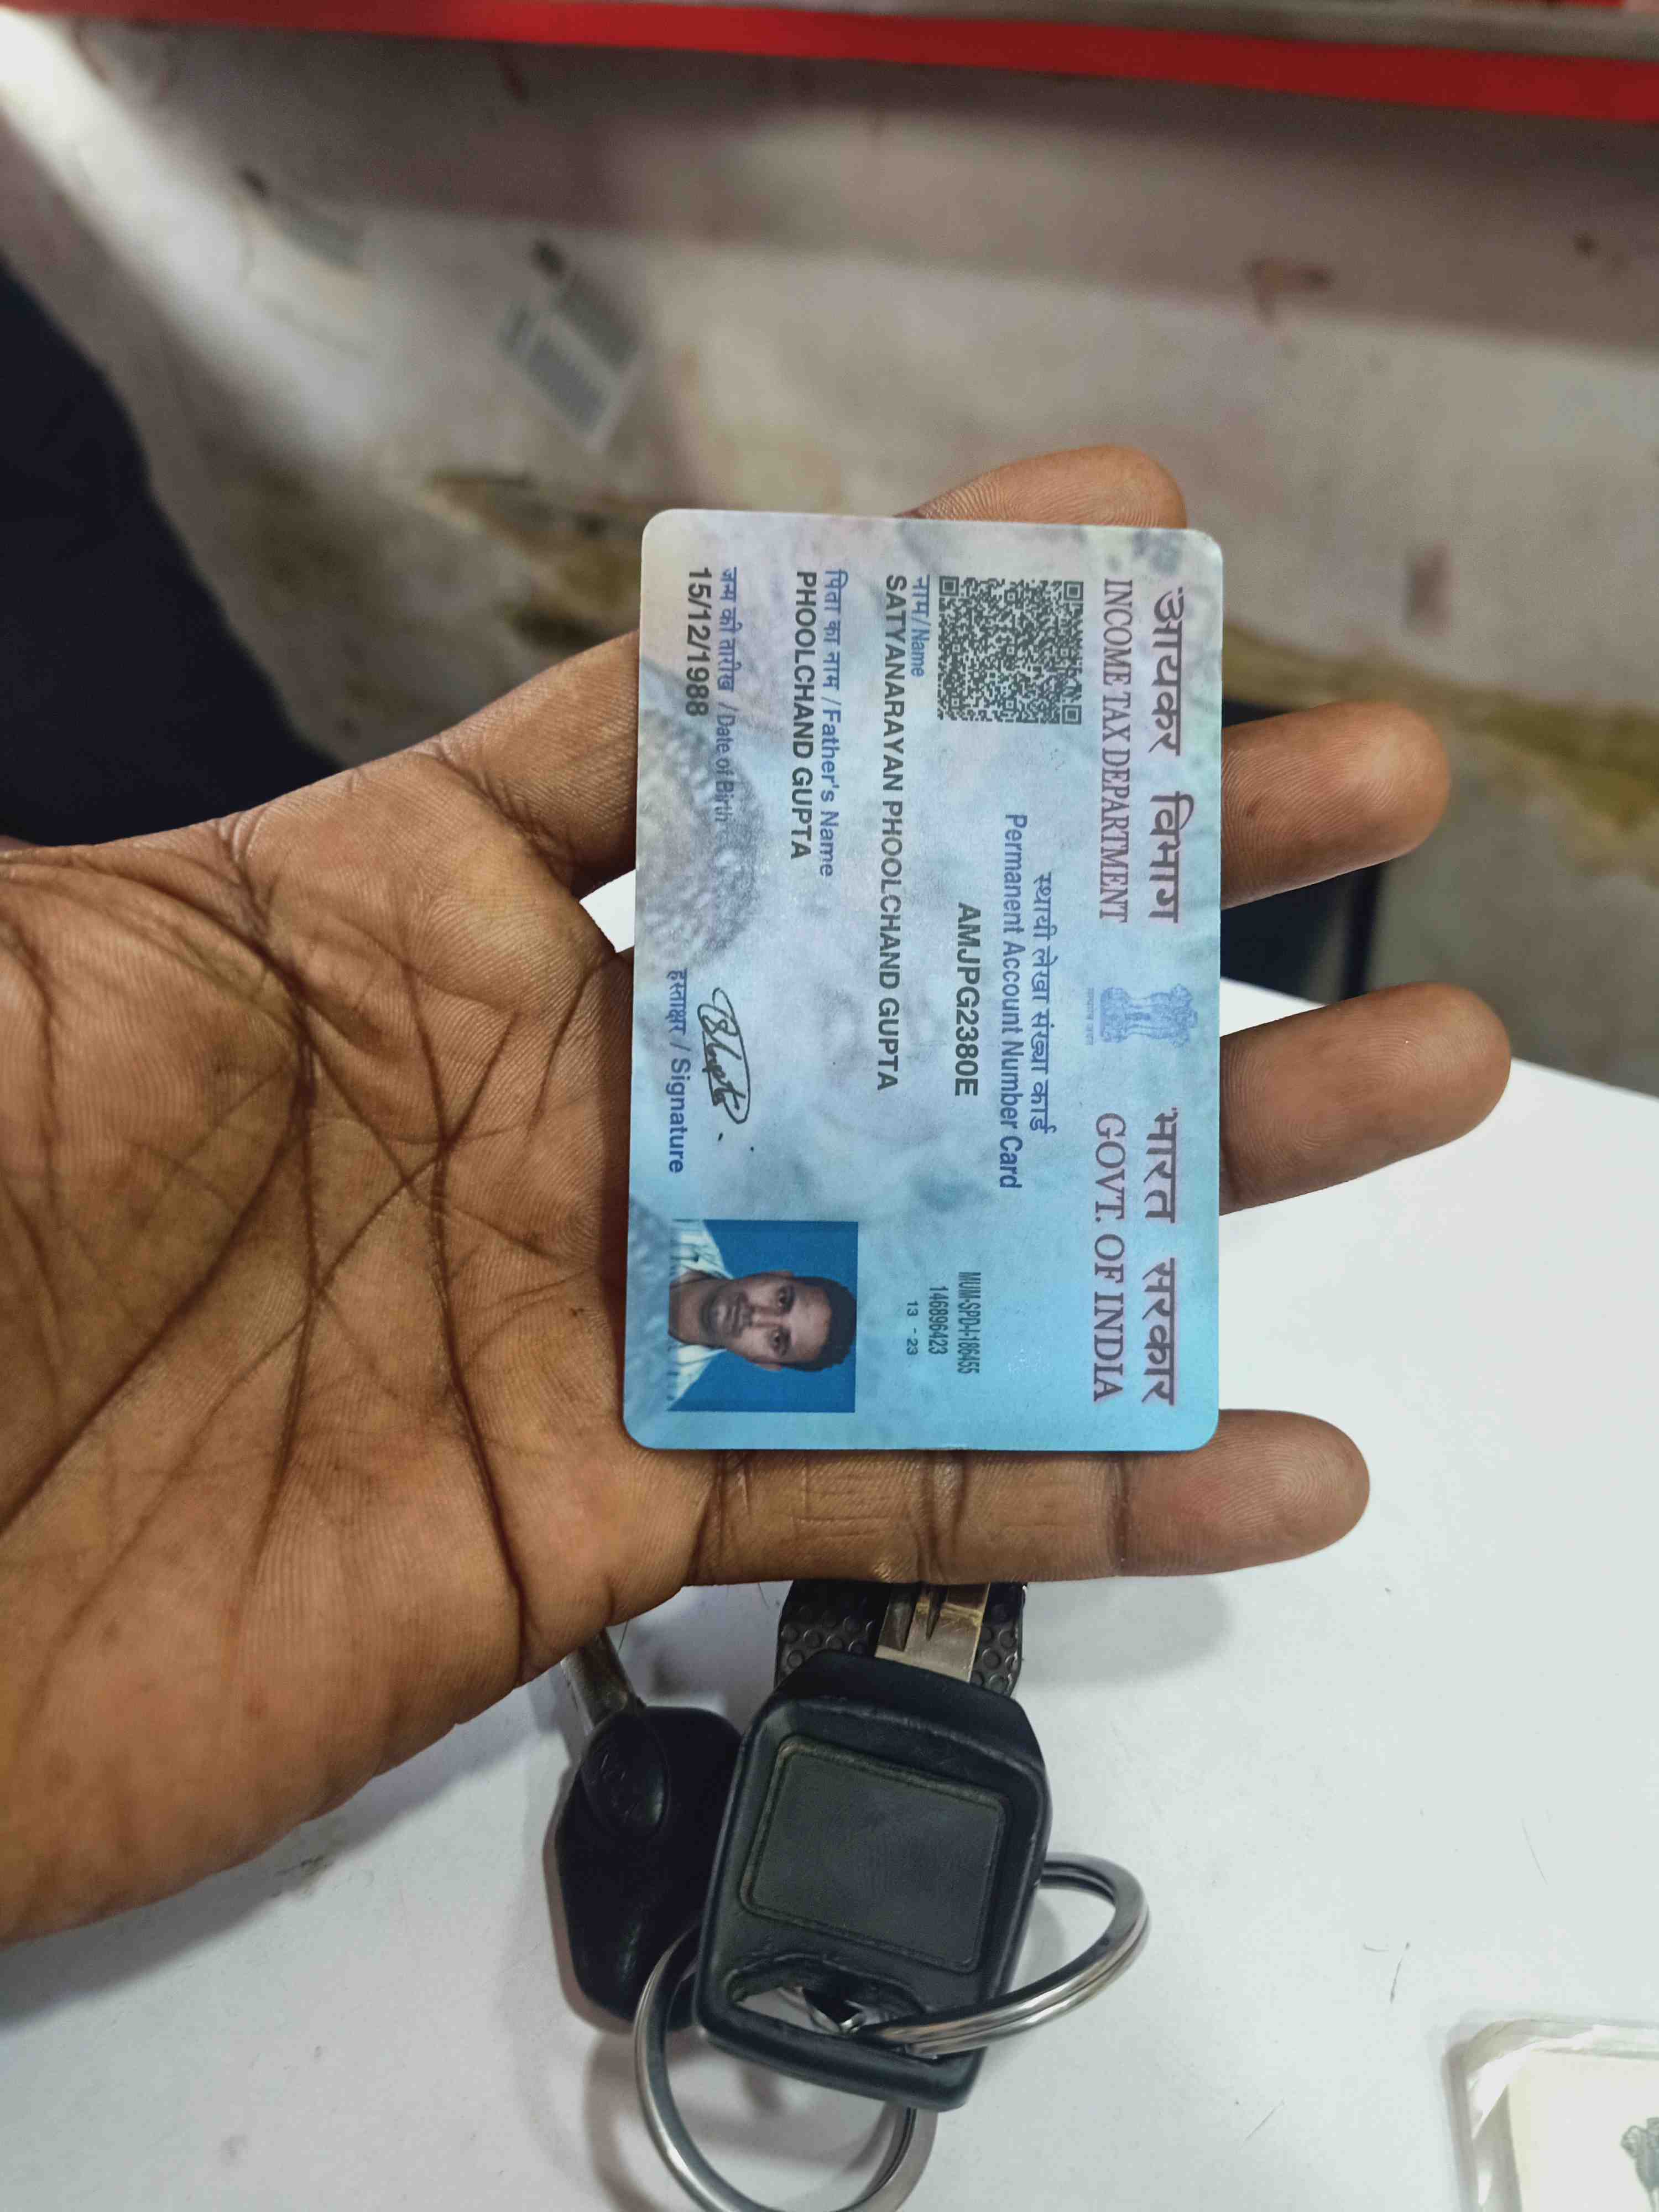 आयकर विभाग
INCOME TAX DEPARTMENT
भारत सरकार
GOVT. OF INDIA
स्थायी लेखा संख्या कार्ड
Permanent Account Number Card
AMJPG2380E
MUM-SPD-I-186455
146896423
13 - 23
नाम / Name
SATYANARAYAN PHOOLCHAND GUPTA
पिता का नाम / Father's Name
PHOOLCHAND GUPTA
जन्म की तारीख / Date of Birth
15/12/1988
हस्ताक्षर / Signature